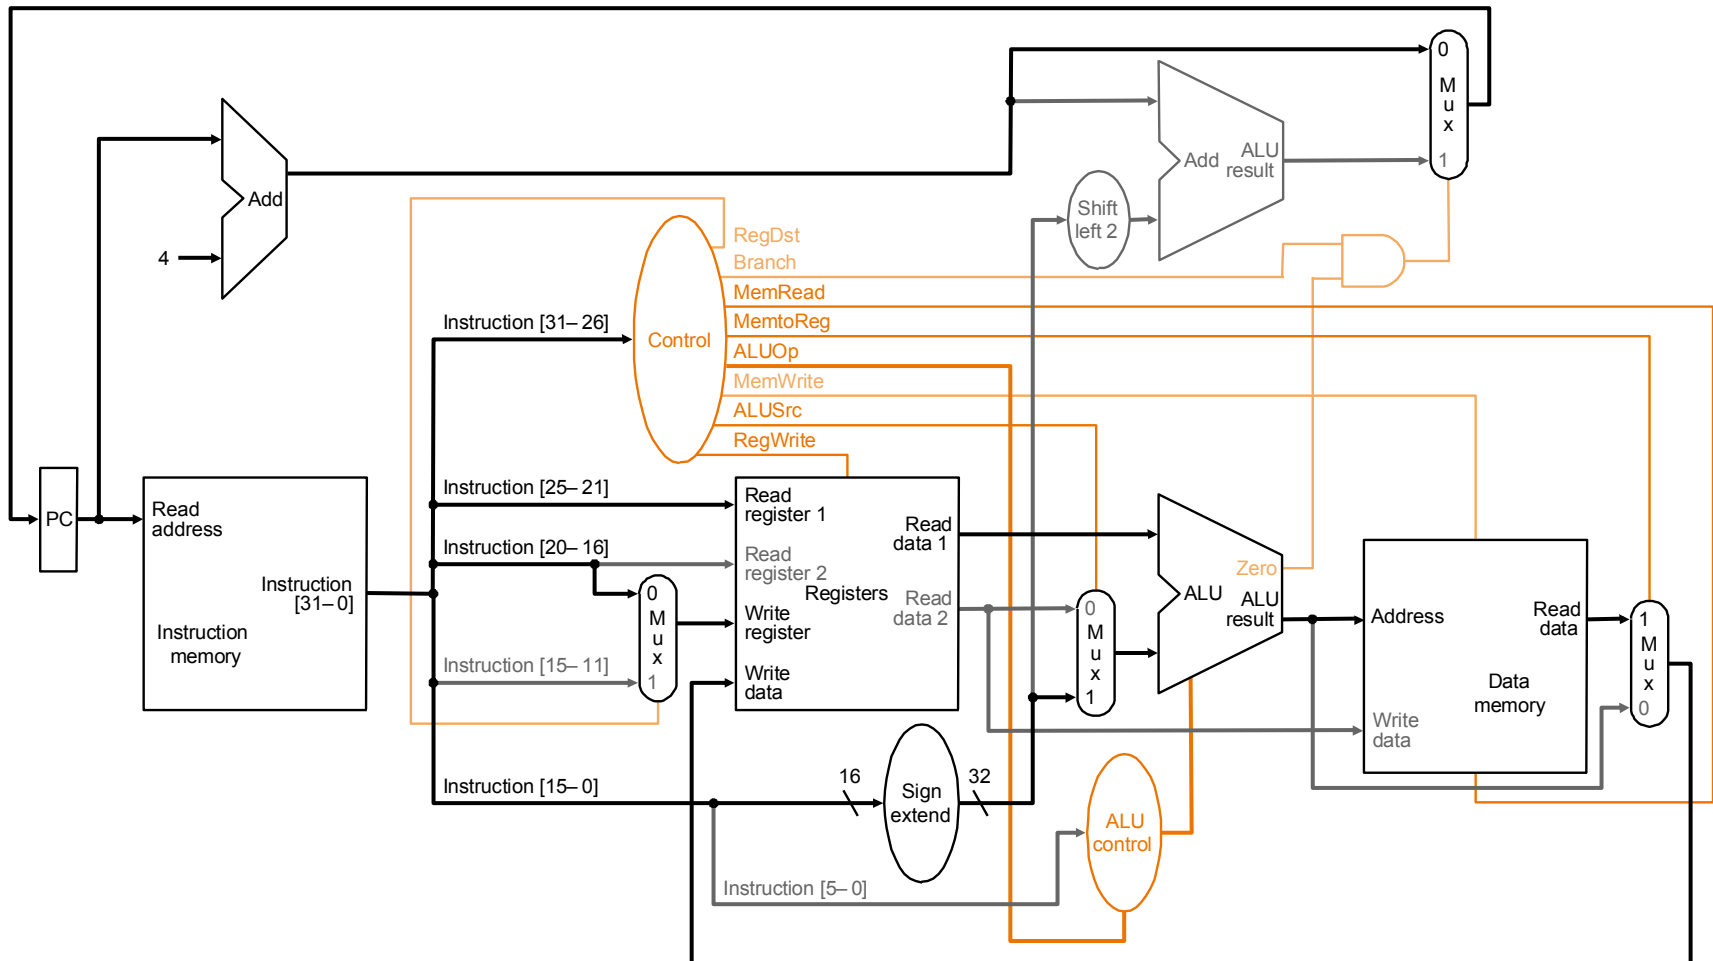 0
M
u
x
1
Add
ALU
result
Add
Shift
left 2
4
RegDst
Branch
MemRead
MemtoReg
ALUOp
MemWrite
ALUSrc
RegWrite
Control
Instruction [31–26]
Instruction [25–21]
Instruction [20–16]
Instruction [15–11]
Instruction [15–0]
Instruction [5–0]
PC
Read
address
Instruction
[31–0]
Instruction
memory
0
M
u
x
1
Read
register 1
Read
register 2
Write
register
Write
data
Registers
Read
data 1
Read
data 2
0
M
u
x
1
Zero
ALU
ALU
result
Address
Read
data
Data
memory
Write
data
1
M
u
x
0
16
Sign
extend
32
ALU
control